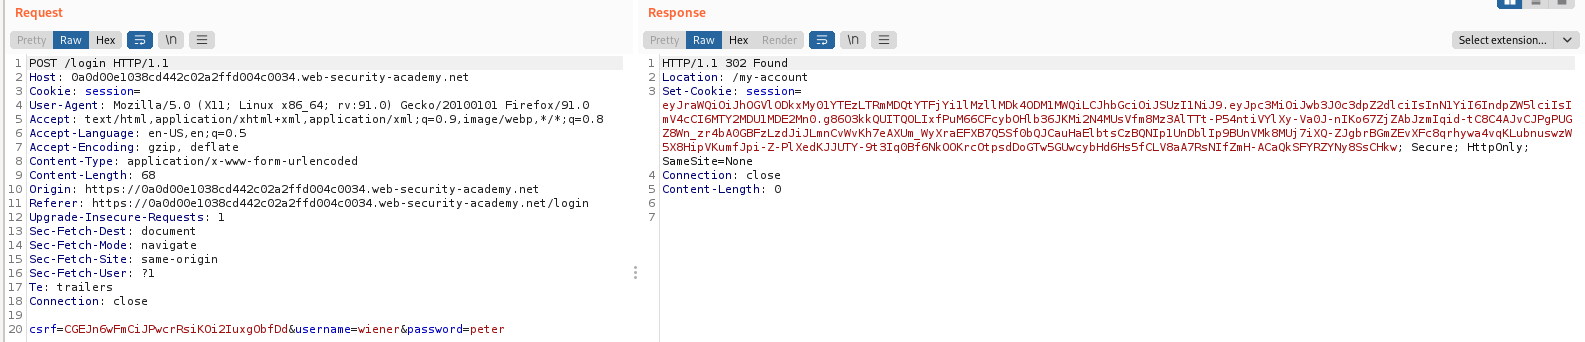 Request
Pretty Raw Hex \n
1 POST /login HTTP/1.1
2 Host: 0a0d00e1038cd442c02a2ffd004c0034.web-security-academy.net
3 Cookie: session=
4 User-Agent: Mozilla/5.0 (X11; Linux x86_64; rv:91.0) Gecko/20100101 Firefox/91.0
5 Accept: text/html,application/xhtml+xml,application/xml;q=0.9,image/webp,*/*;q=0.8
6 Accept-Language: en-US,en;q=0.5
7 Accept-Encoding: gzip, deflate
8 Content-Type: application/x-www-form-urlencoded
9 Content-Length: 68
10 Origin: https://0a0d00e1038cd442c02a2ffd004c0034.web-security-academy.net
11 Referer: https://0a0d00e1038cd442c02a2ffd004c0034.web-security-academy.net/login
12 Upgrade-Insecure-Requests: 1
13 Sec-Fetch-Dest: document
14 Sec-Fetch-Mode: navigate
15 Sec-Fetch-Site: same-origin
16 Sec-Fetch-User: ?1
17 Te: trailers
18 Connection: close
19
20 csrf=CGEJn6wFmCiJPwcrRsiKOi2IuxgObfDd&username=wiener&password=peter
Response
Pretty Raw Hex Render \n Select extension...
1 HTTP/1.1 302 Found
2 Location: /my-account
3 Set-Cookie: session=
eyJraWQiOiJhOGVlODkxMy01YTEzLTRmMDQtYTFjYi1lMzllMDk4ODM1MWQiLCJhbGciOiJSUzI1NiJ9.eyJpc3MiOiJwb3J0c3dpZ2dlciIsInN1YiI6IndpZW5lciIsI
mV4cCI6MTY2MDU1MDE2Mn0.g86O3kkQUITQOLIxfPuM66CFcybOHlb36JKMi2N4MUsVfm8Mz3AlTTt-P54ntiVYlXy-Va0J-nIKo67ZjZAbJzmIqid-tC8C4AJvCJPgPUG
Z8Wn_zr4bA0GBFzLzdJiJLmnCvWvKh7eAXUm_WyXraEFXB7Q5Sf0bQJCauHaElbtsCzBQNIp1UnDblIp9BUnVMk8MUj7iXQ-ZJgbrBGmZEvXFc8qrhywa4vqKLubnuswzW
5X8HipVKumfJpi-Z-PlXedKJJUTY-9t3Iq0Bf6NkOOKrcOtpsdDoGTw5GUwcybHd6Hs5fCLV8aA7RsNIfZmH-ACaQkSFYRZYNy8SsCHkw; Secure; HttpOnly;
SameSite=None
4 Connection: close
5 Content-Length: 0
6
7